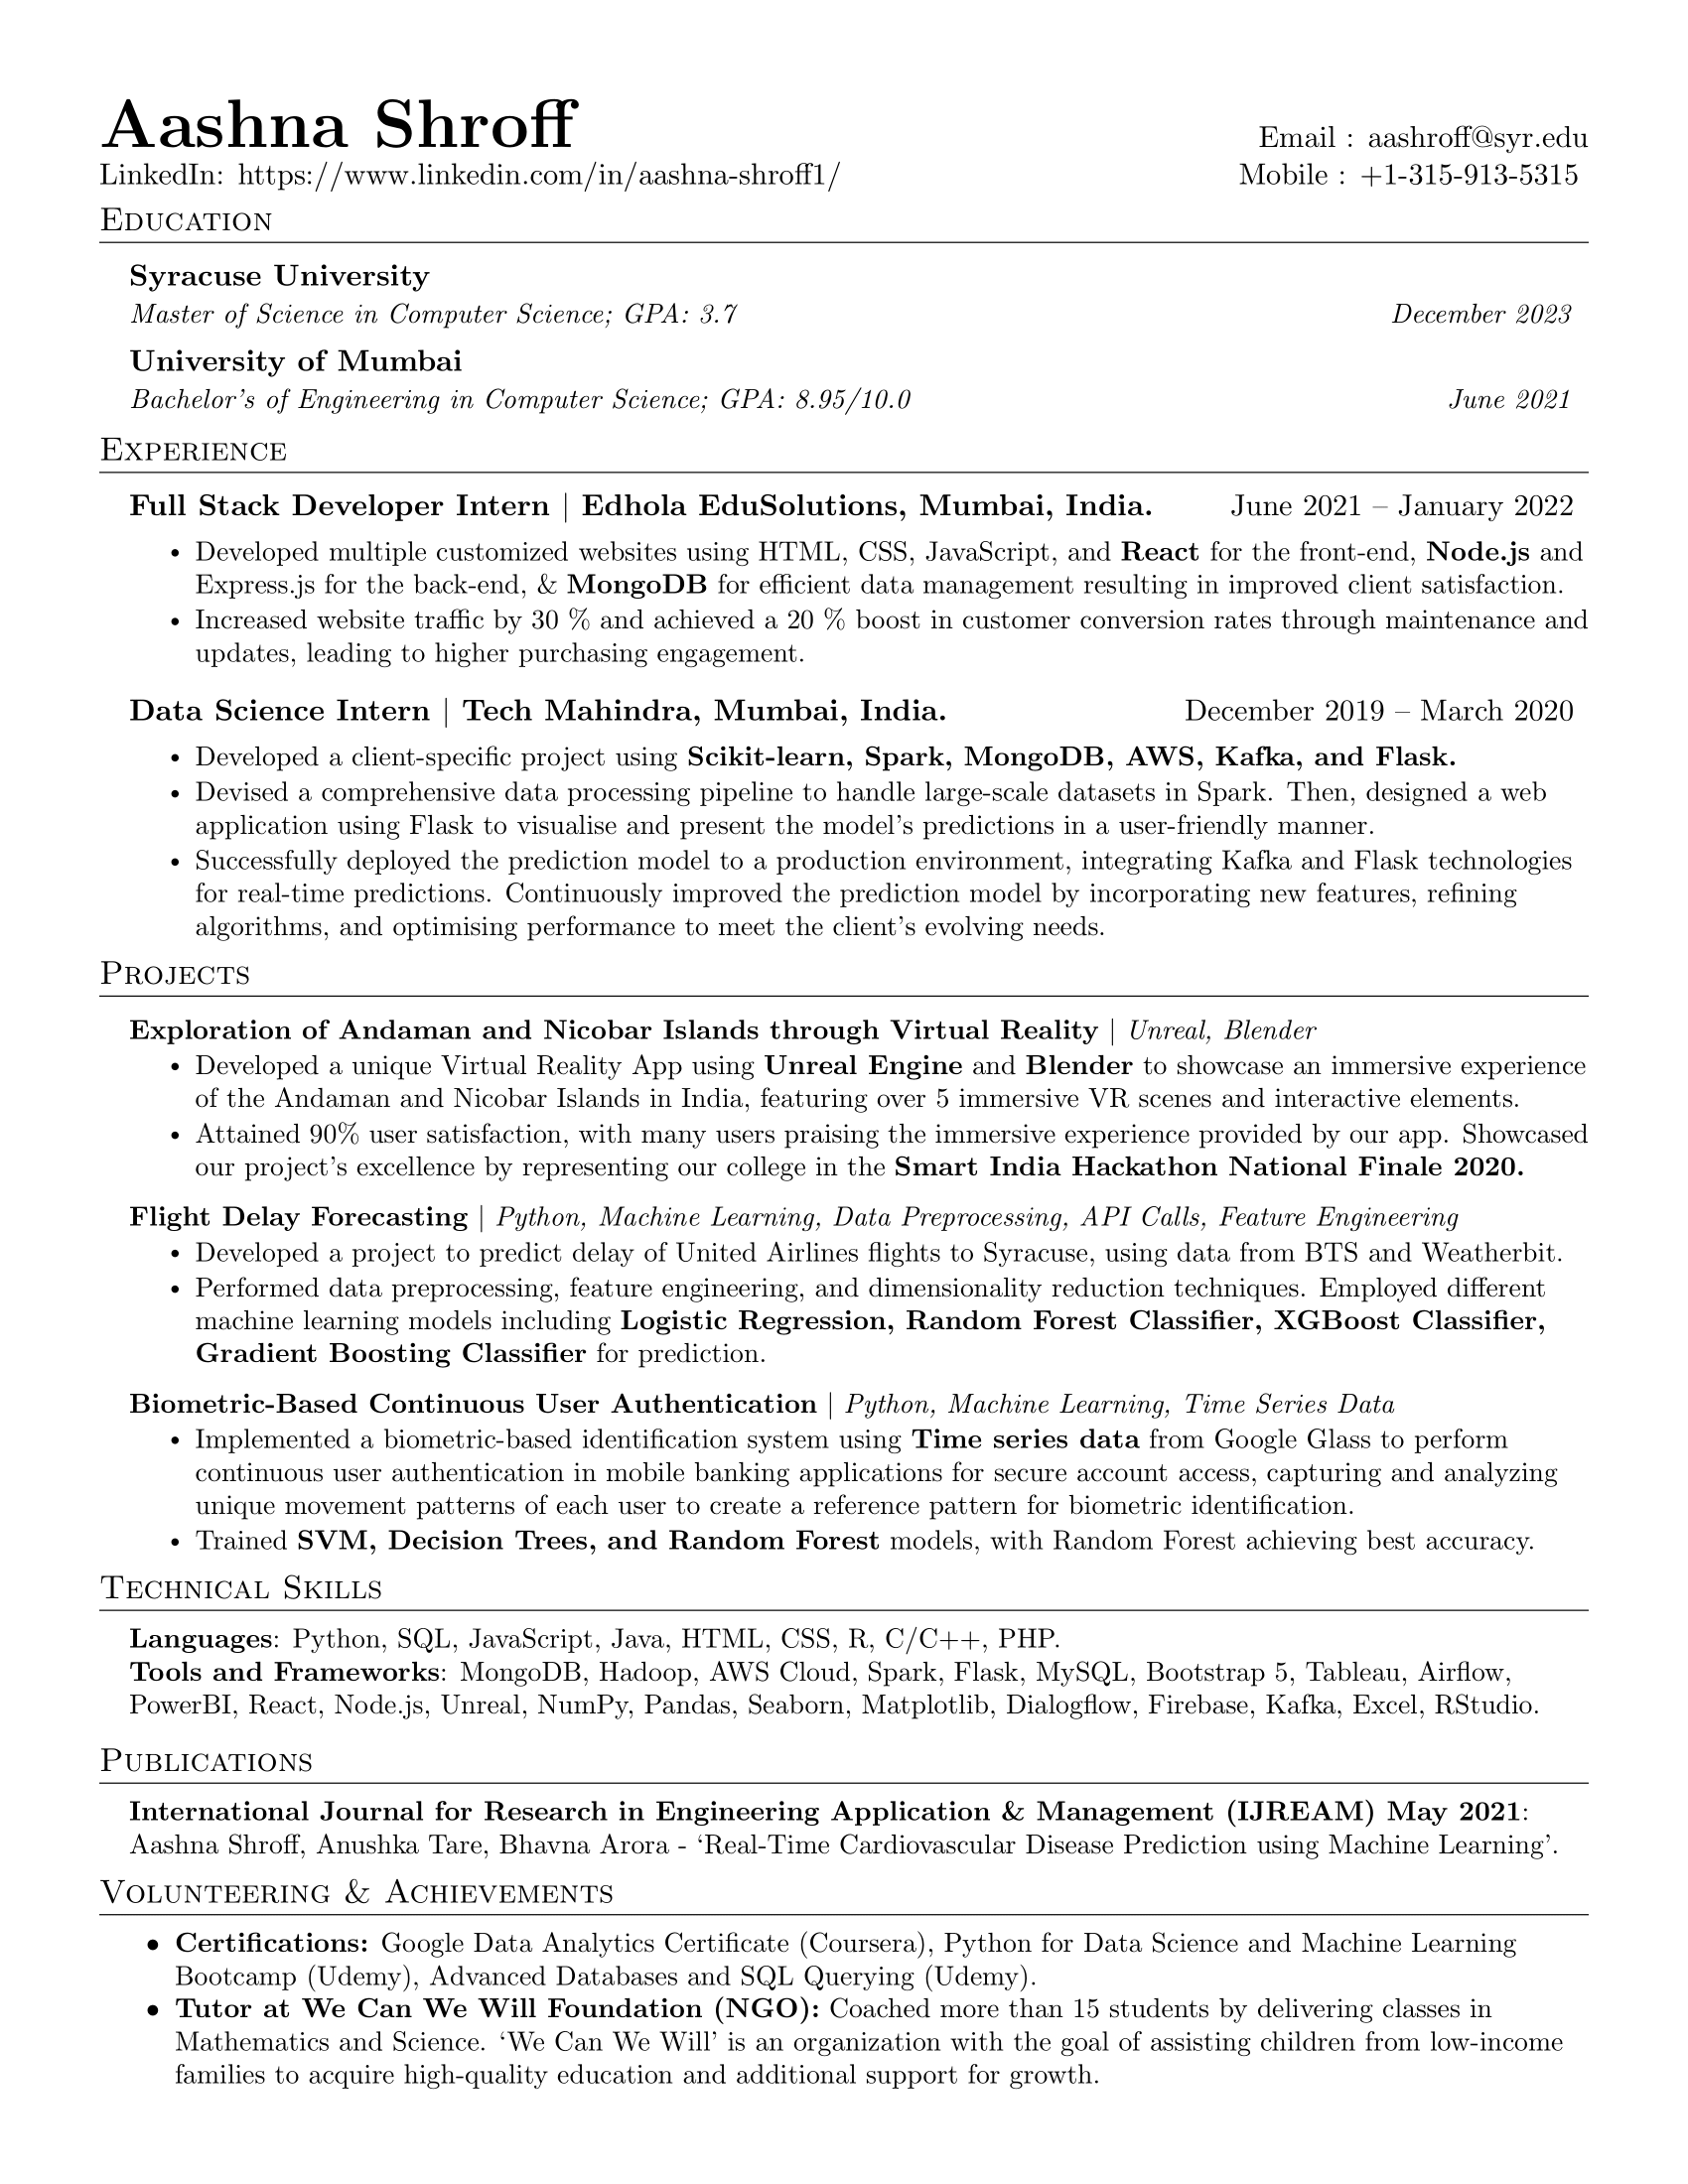 Aashna Shroff
Email : aashroff@syr.edu
LinkedIn: https://www.linkedin.com/in/aashna-shroff1/
Mobile : +1-315-913-5315
Education
Syracuse University
Master of Science in Computer Science; GPA: 3.7 December 2023
University of Mumbai
Bachelor's of Engineering in Computer Science; GPA: 8.95/10.0 June 2021
Experience
Full Stack Developer Intern | Edhola EduSolutions, Mumbai, India. June 2021 – January 2022
• Developed multiple customized websites using HTML, CSS, JavaScript, and React for the front-end, Node.js and
Express.js for the back-end, & MongoDB for efficient data management resulting in improved client satisfaction.
• Increased website traffic by 30 % and achieved a 20 % boost in customer conversion rates through maintenance and
updates, leading to higher purchasing engagement.
Data Science Intern | Tech Mahindra, Mumbai, India. December 2019 – March 2020
• Developed a client-specific project using Scikit-learn, Spark, MongoDB, AWS, Kafka, and Flask.
• Devised a comprehensive data processing pipeline to handle large-scale datasets in Spark. Then, designed a web
application using Flask to visualise and present the model's predictions in a user-friendly manner.
• Successfully deployed the prediction model to a production environment, integrating Kafka and Flask technologies
for real-time predictions. Continuously improved the prediction model by incorporating new features, refining
algorithms, and optimising performance to meet the client's evolving needs.
Projects
Exploration of Andaman and Nicobar Islands through Virtual Reality | Unreal, Blender
• Developed a unique Virtual Reality App using Unreal Engine and Blender to showcase an immersive experience
of the Andaman and Nicobar Islands in India, featuring over 5 immersive VR scenes and interactive elements.
• Attained 90% user satisfaction, with many users praising the immersive experience provided by our app. Showcased
our project's excellence by representing our college in the Smart India Hackathon National Finale 2020.
Flight Delay Forecasting | Python, Machine Learning, Data Preprocessing, API Calls, Feature Engineering
• Developed a project to predict delay of United Airlines flights to Syracuse, using data from BTS and Weatherbit.
• Performed data preprocessing, feature engineering, and dimensionality reduction techniques. Employed different
machine learning models including Logistic Regression, Random Forest Classifier, XGBoost Classifier,
Gradient Boosting Classifier for prediction.
Biometric-Based Continuous User Authentication | Python, Machine Learning, Time Series Data
• Implemented a biometric-based identification system using Time series data from Google Glass to perform
continuous user authentication in mobile banking applications for secure account access, capturing and analyzing
unique movement patterns of each user to create a reference pattern for biometric identification.
• Trained SVM, Decision Trees, and Random Forest models, with Random Forest achieving best accuracy.
Technical Skills
Languages: Python, SQL, JavaScript, Java, HTML, CSS, R, C/C++, PHP.
Tools and Frameworks: MongoDB, Hadoop, AWS Cloud, Spark, Flask, MySQL, Bootstrap 5, Tableau, Airflow,
PowerBI, React, Node.js, Unreal, NumPy, Pandas, Seaborn, Matplotlib, Dialogflow, Firebase, Kafka, Excel, RStudio.
Publications
International Journal for Research in Engineering Application & Management (IJREAM) May 2021:
Aashna Shroff, Anushka Tare, Bhavna Arora - ‘Real-Time Cardiovascular Disease Prediction using Machine Learning’.
Volunteering & Achievements
• Certifications: Google Data Analytics Certificate (Coursera), Python for Data Science and Machine Learning
Bootcamp (Udemy), Advanced Databases and SQL Querying (Udemy).
• Tutor at We Can We Will Foundation (NGO): Coached more than 15 students by delivering classes in
Mathematics and Science. ‘We Can We Will’ is an organization with the goal of assisting children from low-income
families to acquire high-quality education and additional support for growth.